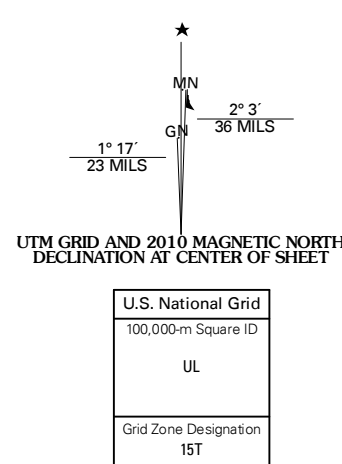 ★
MN
2° 3´
36 MILS
GN
1° 17´
23 MILS
UTM GRID AND 2010 MAGNETIC NORTH
DECLINATION AT CENTER OF SHEET
U.S. National Grid
100,000-m Square ID
UL
Grid Zone Designation
15T